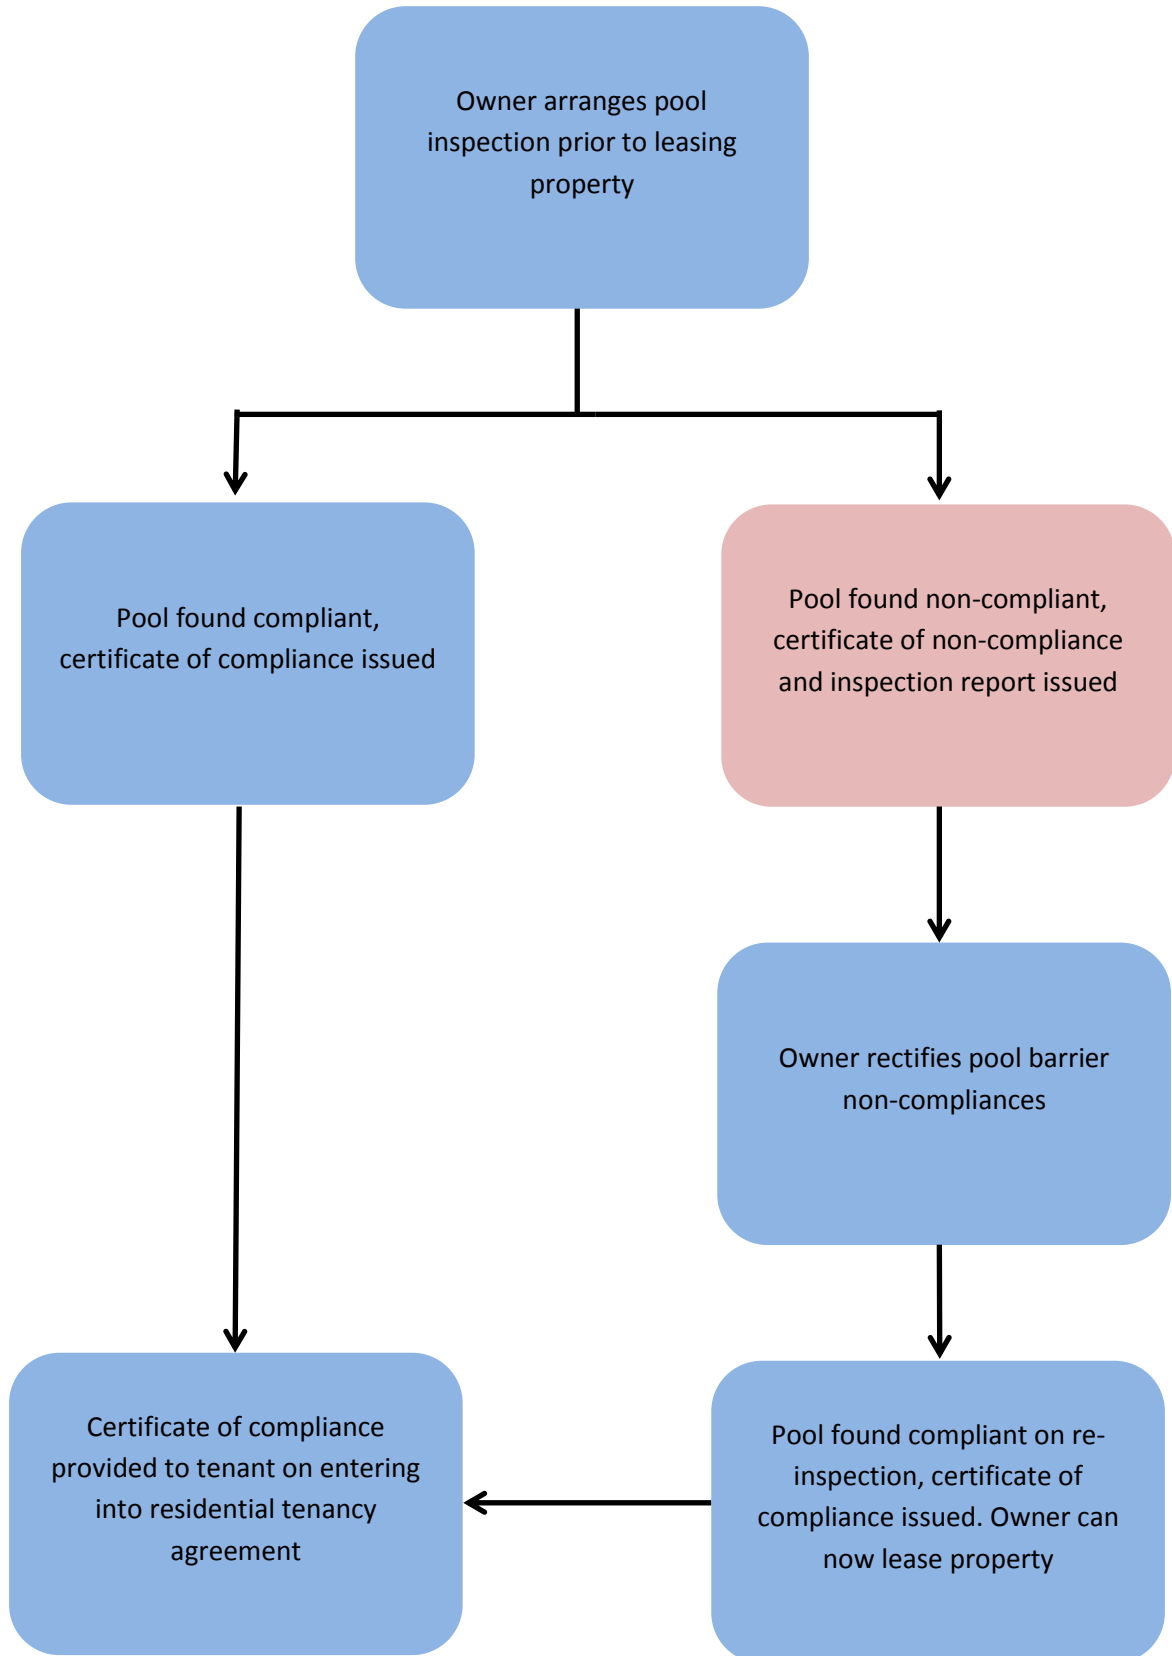 Owner arranges pool
inspection prior to leasing
property
Pool found compliant,
certificate of compliance issued
Pool found non-compliant,
certificate of non-compliance
and inspection report issued
Owner rectifies pool barrier
non-compliances
Certificate of compliance
provided to tenant on entering
into residential tenancy
agreement
Pool found compliant on re-
inspection, certificate of
compliance issued. Owner can
now lease property